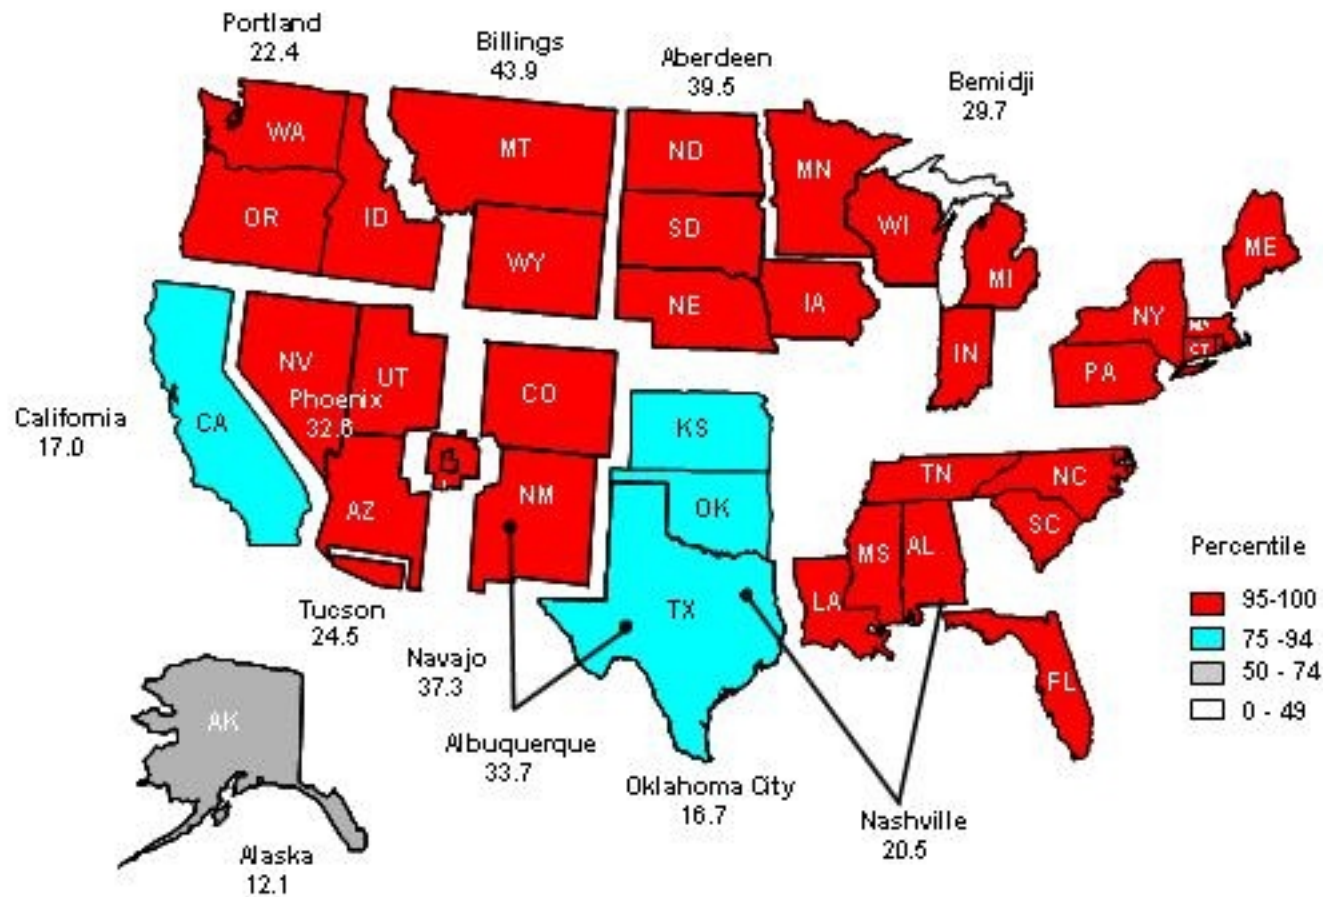 Portland
22.4
Billings
43.9
Aberdeen
39.5
Bemidji
29.7
WA
MT
ND
MN
OR
ID
SD
WI
WY
ME
MI
NE
IA
NY
MA
CT
IN
PA
NV
UT
CO
Phoenix
32.6
California
17.0
CA
KS
TN
NC
NM
AZ
OK
SC
MS
AL
LA
TX
Tucson
24.5
Navajo
37.3
FL
AK
Albuquerque
33.7
Oklahoma City
16.7
Nashville
20.5
Alaska
12.1
Percentile
95-100
75 -94
50 - 74
0 - 49